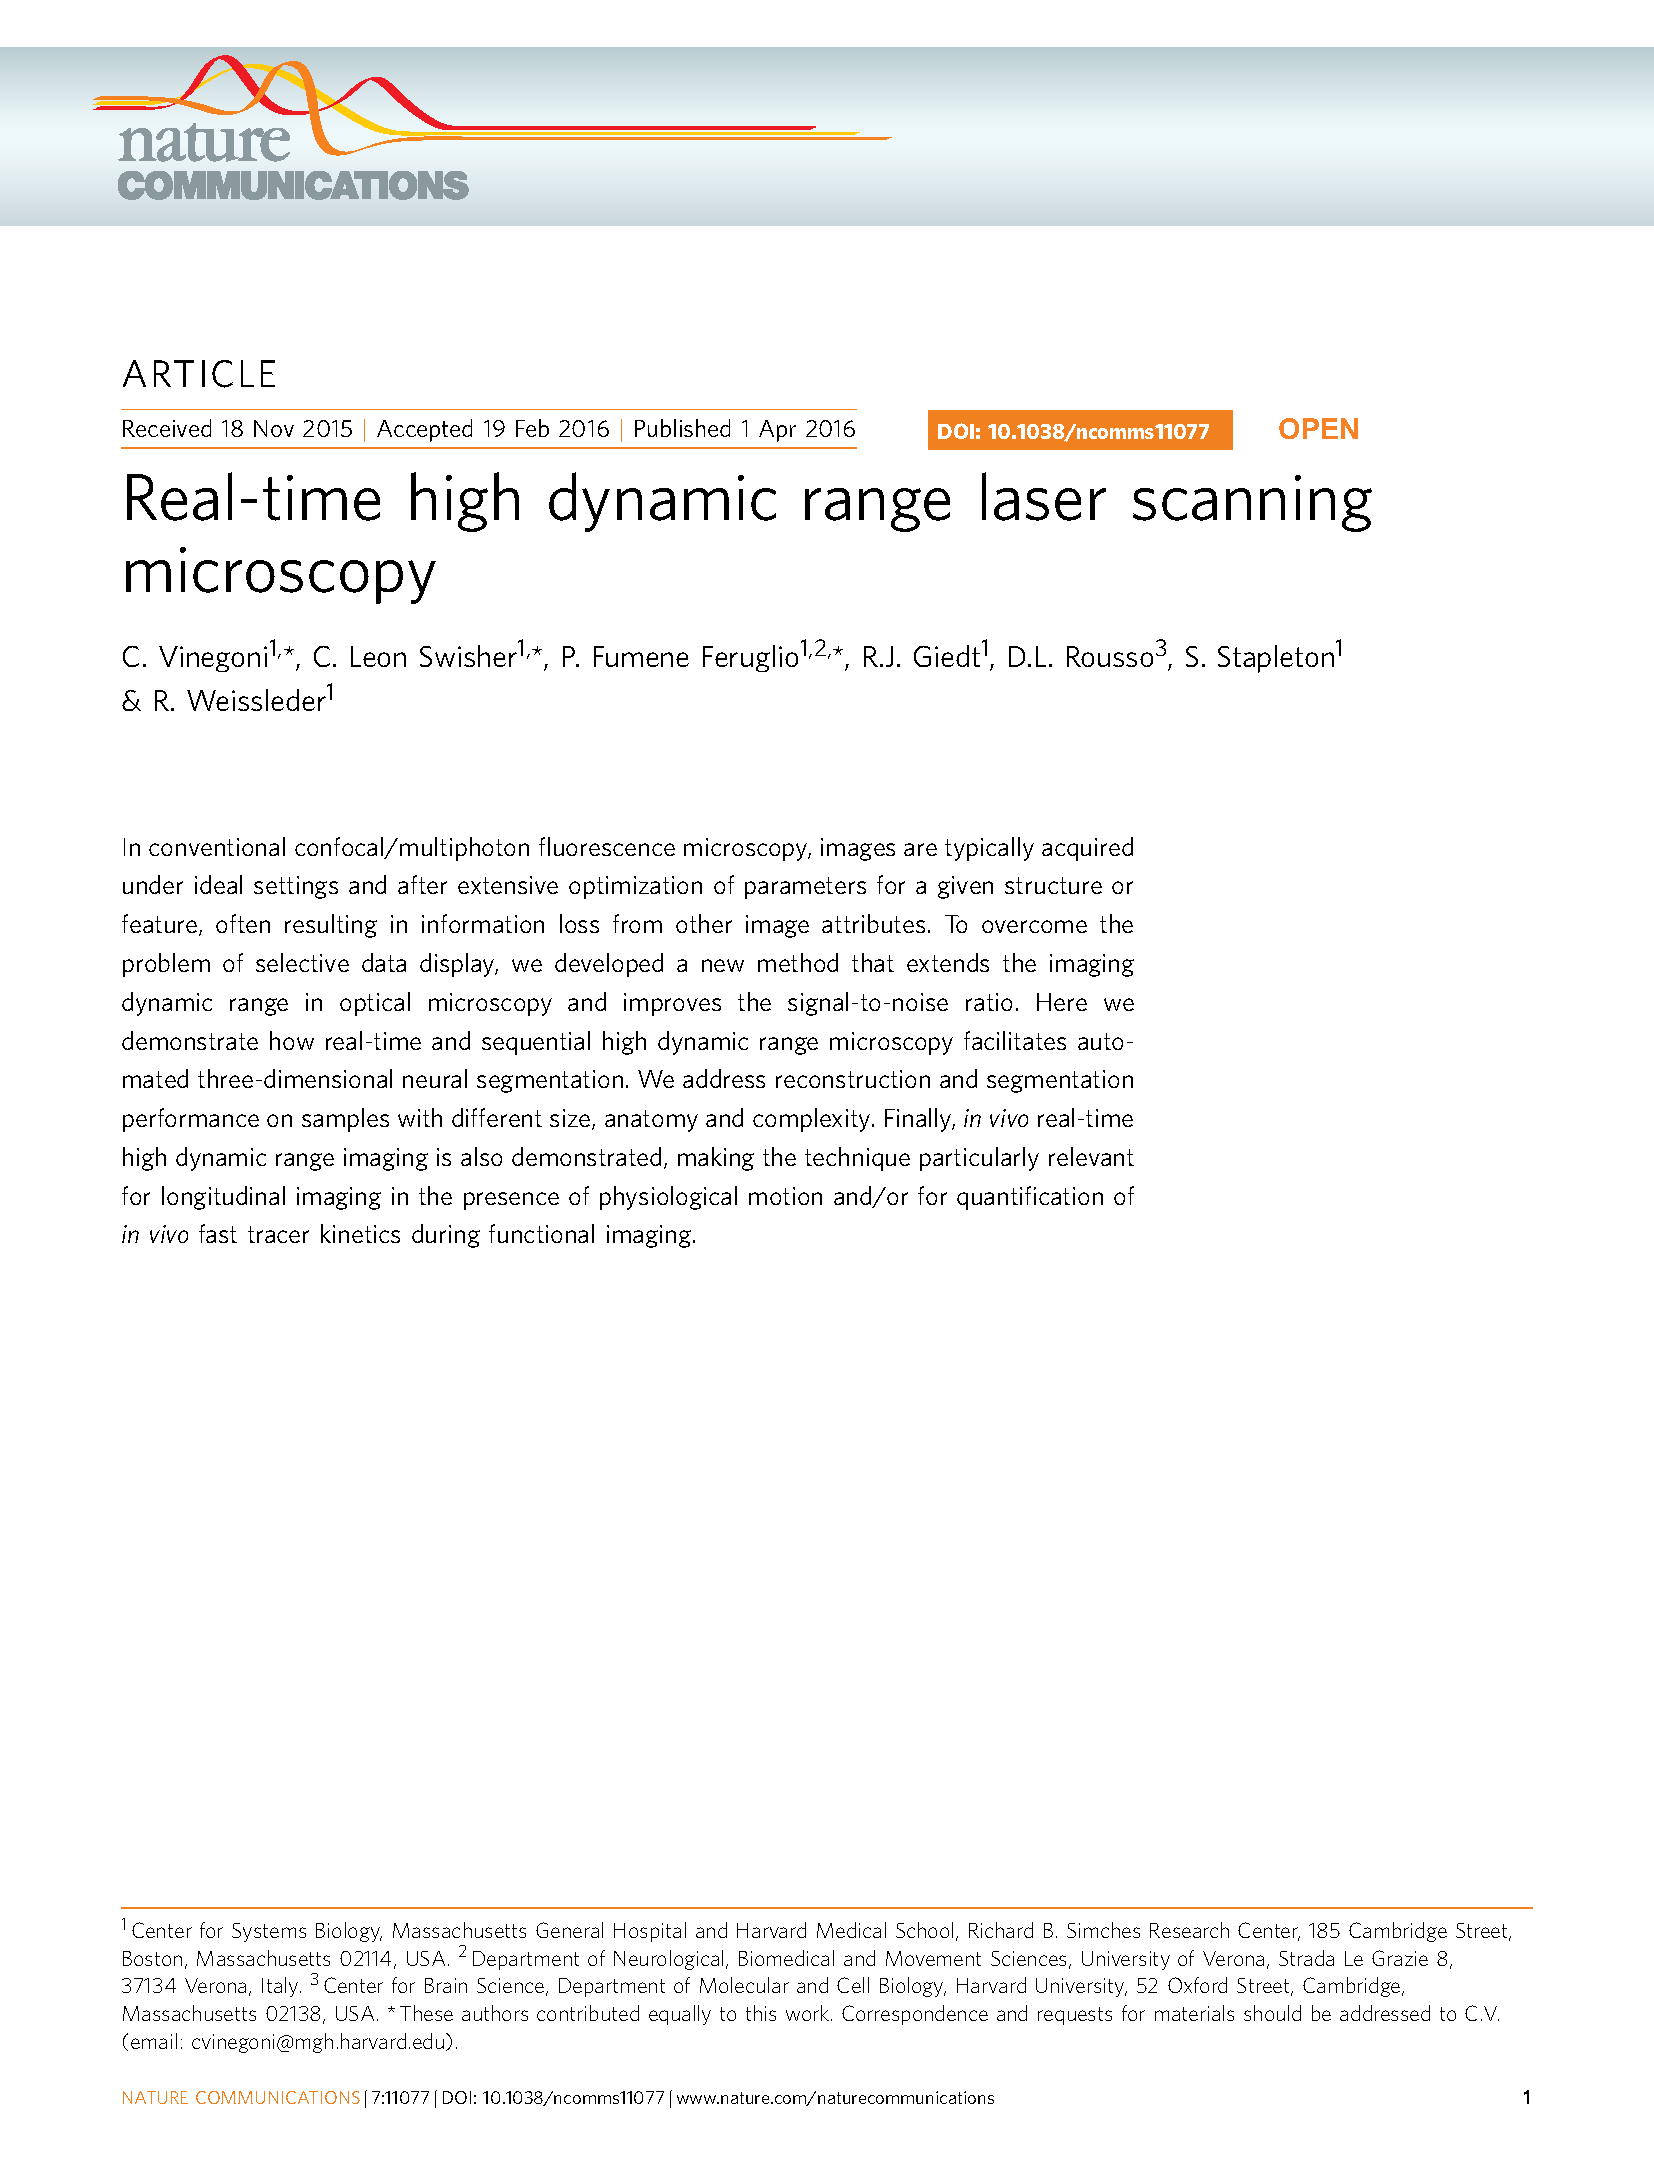 nature
COMMUNICATIONS
ARTICLE
Received 18 Nov 2015 | Accepted 19 Feb 2016 | Published 1 Apr 2016
DOI: 10.1038/ncomms11077
OPEN
Real-time high dynamic range laser scanning
microscopy
C. Vinegoni1,*, C. Leon Swisher1,*, P. Fumene Feruglio1,2,*, R.J. Giedt1, D.L. Rousso3, S. Stapleton1
& R. Weissleder1
In conventional confocal/multiphoton fluorescence microscopy, images are typically acquired
under ideal settings and after extensive optimization of parameters for a given structure or
feature, often resulting in information loss from other image attributes. To overcome the
problem of selective data display, we developed a new method that extends the imaging
dynamic range in optical microscopy and improves the signal-to-noise ratio. Here we
demonstrate how real-time and sequential high dynamic range microscopy facilitates auto-
mated three-dimensional neural segmentation. We address reconstruction and segmentation
performance on samples with different size, anatomy and complexity. Finally, in vivo real-time
high dynamic range imaging is also demonstrated, making the technique particularly relevant
for longitudinal imaging in the presence of physiological motion and/or for quantification of
in vivo fast tracer kinetics during functional imaging.
1 Center for Systems Biology, Massachusetts General Hospital and Harvard Medical School, Richard B. Simches Research Center, 185 Cambridge Street,
Boston, Massachusetts 02114, USA. 2 Department of Neurological, Biomedical and Movement Sciences, University of Verona, Strada Le Grazie 8,
37134 Verona, Italy. 3 Center for Brain Science, Department of Molecular and Cell Biology, Harvard University, 52 Oxford Street, Cambridge,
Massachusetts 02138, USA. * These authors contributed equally to this work. Correspondence and requests for materials should be addressed to C.V.
(email: cvinegoni@mgh.harvard.edu).
NATURE COMMUNICATIONS | 7:11077 | DOI: 10.1038/ncomms11077 | www.nature.com/naturecommunications
1